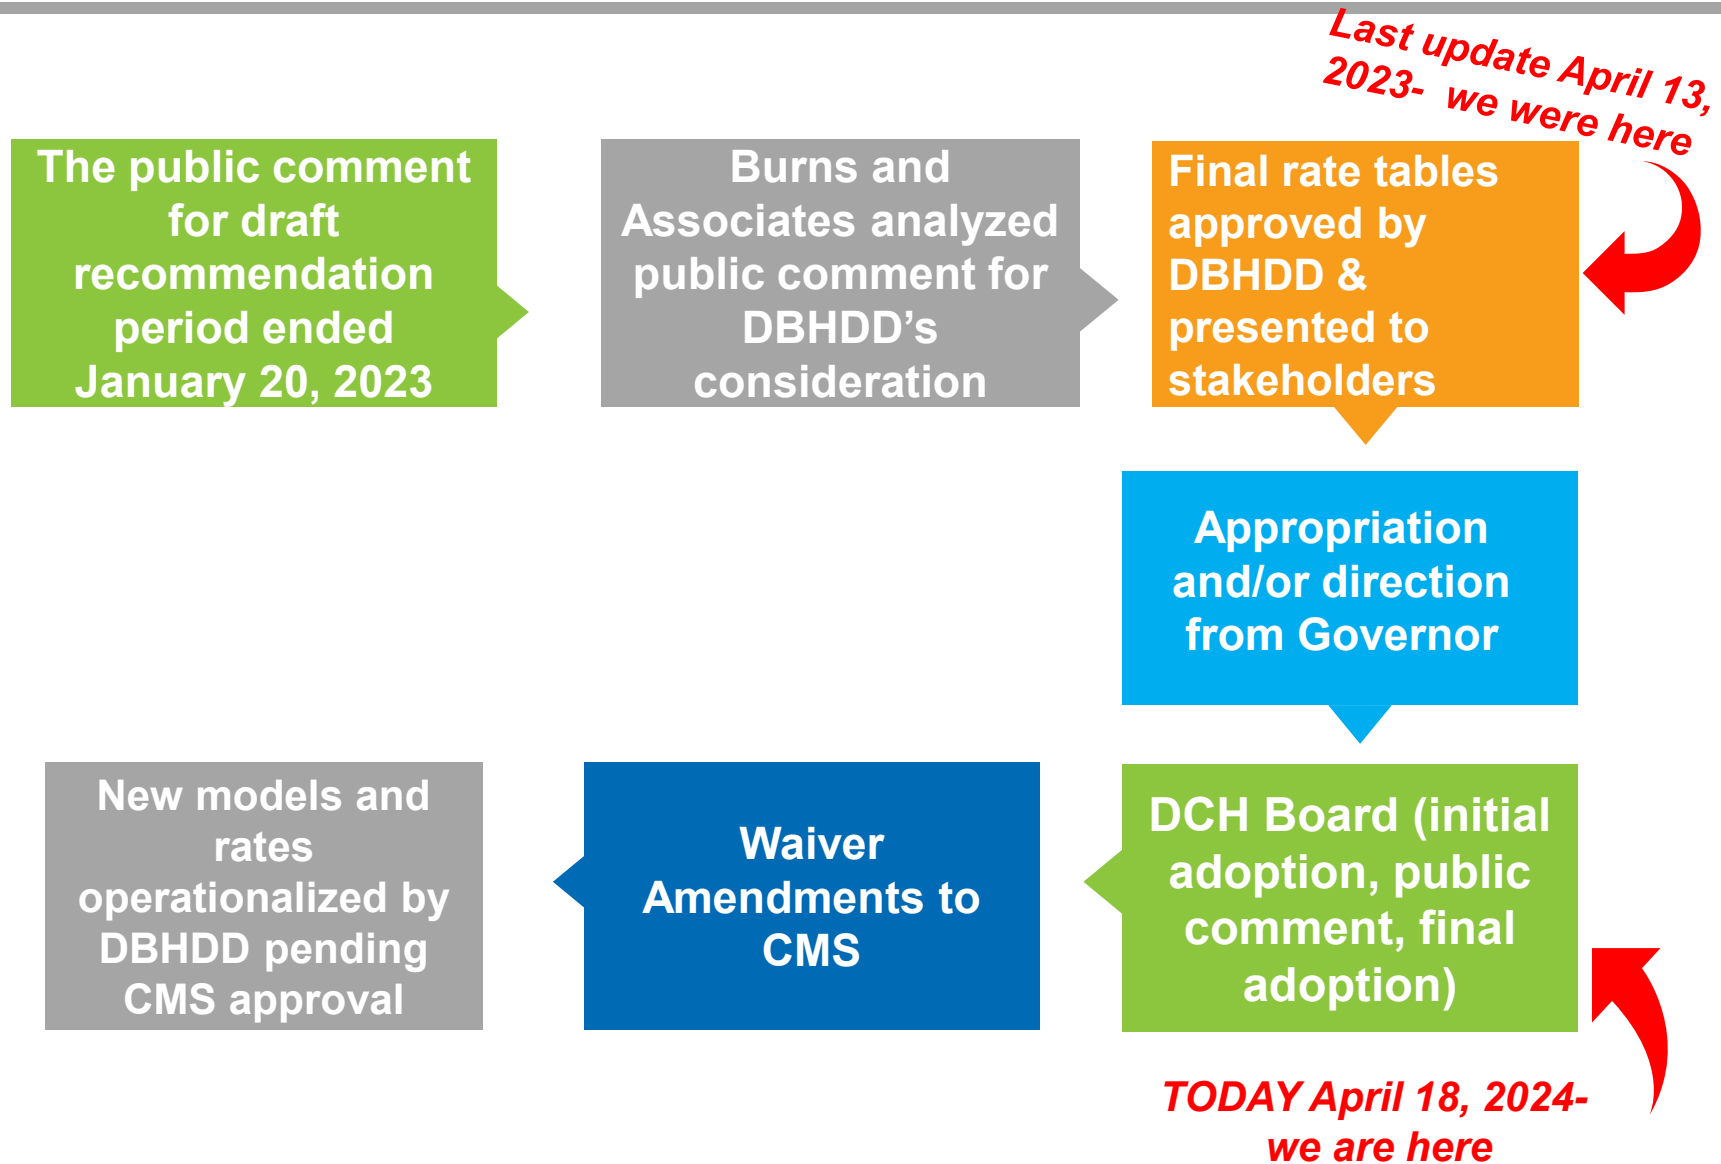 Last update April 13,
2023- we were here
The public comment
for draft
recommendation
period ended
January 20, 2023
Burns and
Associates analyzed
public comment for
DBHDD’s
consideration
Final rate tables
approved by
DBHDD &
presented to
stakeholders
Appropriation
and/or direction
from Governor
DCH Board (initial
adoption, public
comment, final
adoption)
Waiver
Amendments to
CMS
New models and
rates
operationalized by
DBHDD pending
CMS approval
TODAY April 18, 2024-
we are here